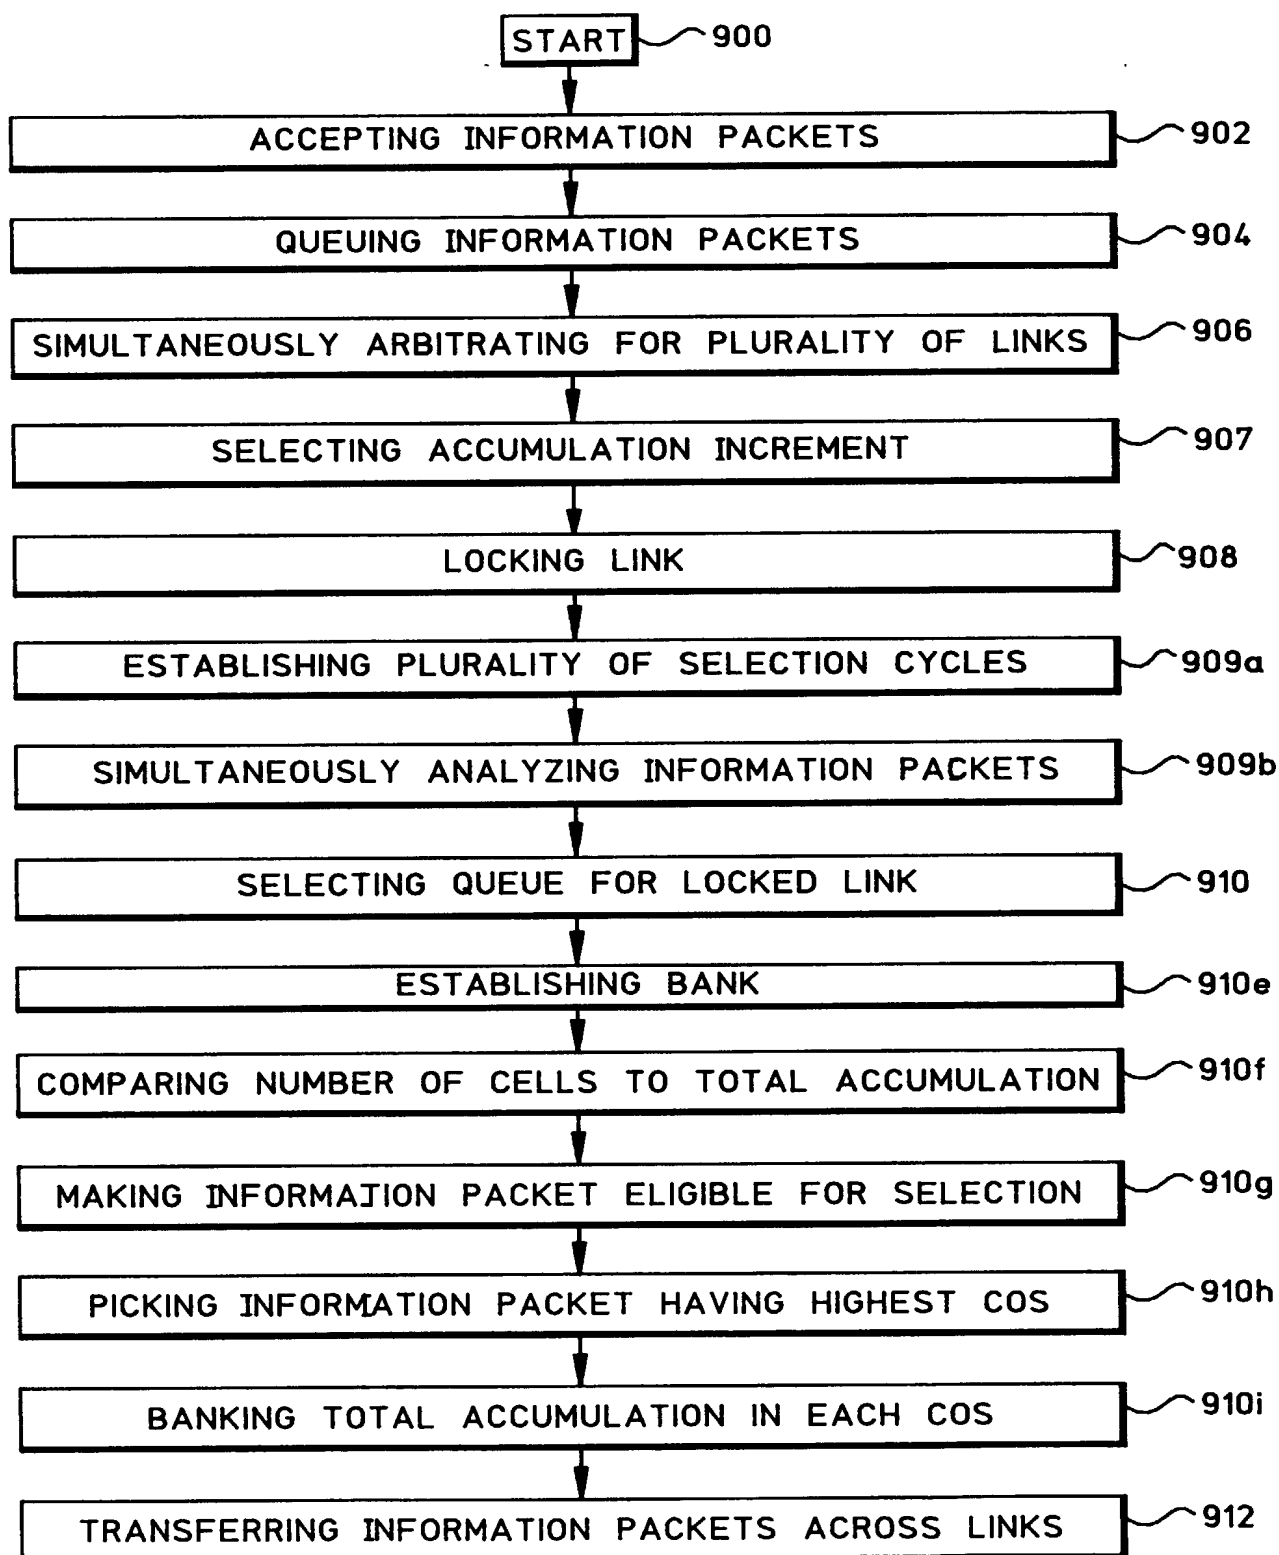 START 900
ACCEPTING INFORMATION PACKETS 902
QUEUING INFORMATION PACKETS 904
SIMULTANEOUSLY ARBITRATING FOR PLURALITY OF LINKS 906
SELECTING ACCUMULATION INCREMENT 907
LOCKING LINK 908
ESTABLISHING PLURALITY OF SELECTION CYCLES 909a
SIMULTANEOUSLY ANALYZING INFORMATION PACKETS 909b
SELECTING QUEUE FOR LOCKED LINK 910
ESTABLISHING BANK 910e
COMPARING NUMBER OF CELLS TO TOTAL ACCUMULATION 910f
MAKING INFORMATION PACKET ELIGIBLE FOR SELECTION 910g
PICKING INFORMATION PACKET HAVING HIGHEST COS 910h
BANKING TOTAL ACCUMULATION IN EACH COS 910i
TRANSFERRING INFORMATION PACKETS ACROSS LINKS 912